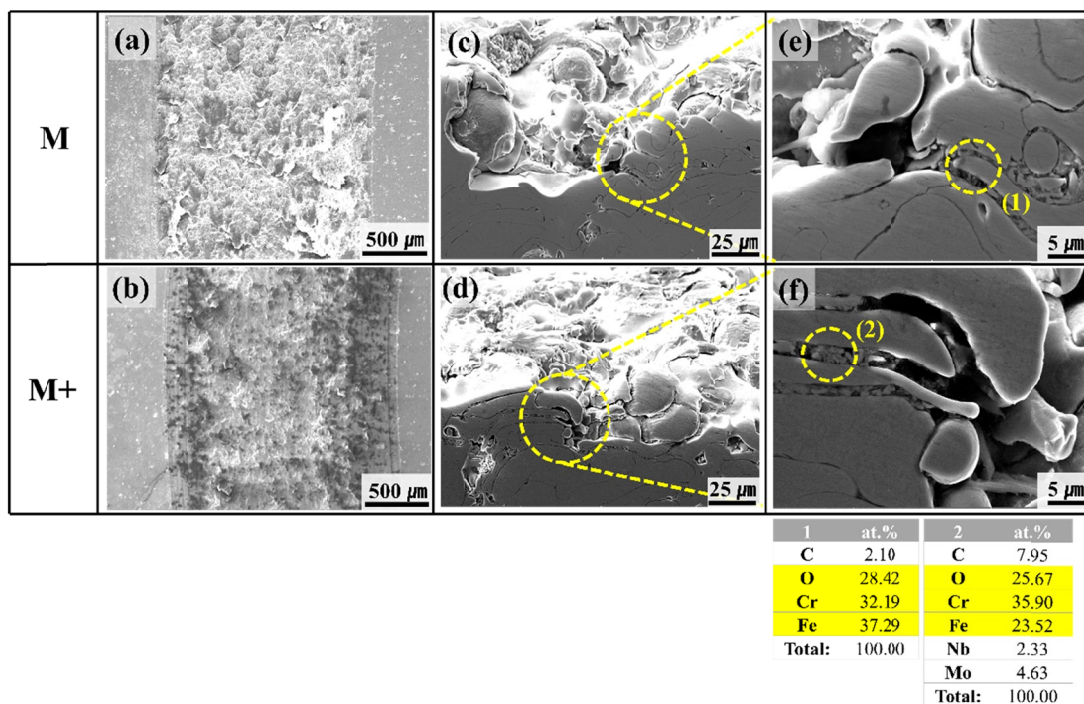 M
(a)
500 μm
(c)
25 μm
(e)
(1)
5 μm
M+
(b)
500 μm
(d)
25 μm
(f)
(2)
5 μm
1 at.%
C 2.10
O 28.42
Cr 32.19
Fe 37.29
Total: 100.00
2 at.%
C 7.95
O 25.67
Cr 35.90
Fe 23.52
Nb 2.33
Mo 4.63
Total: 100.00